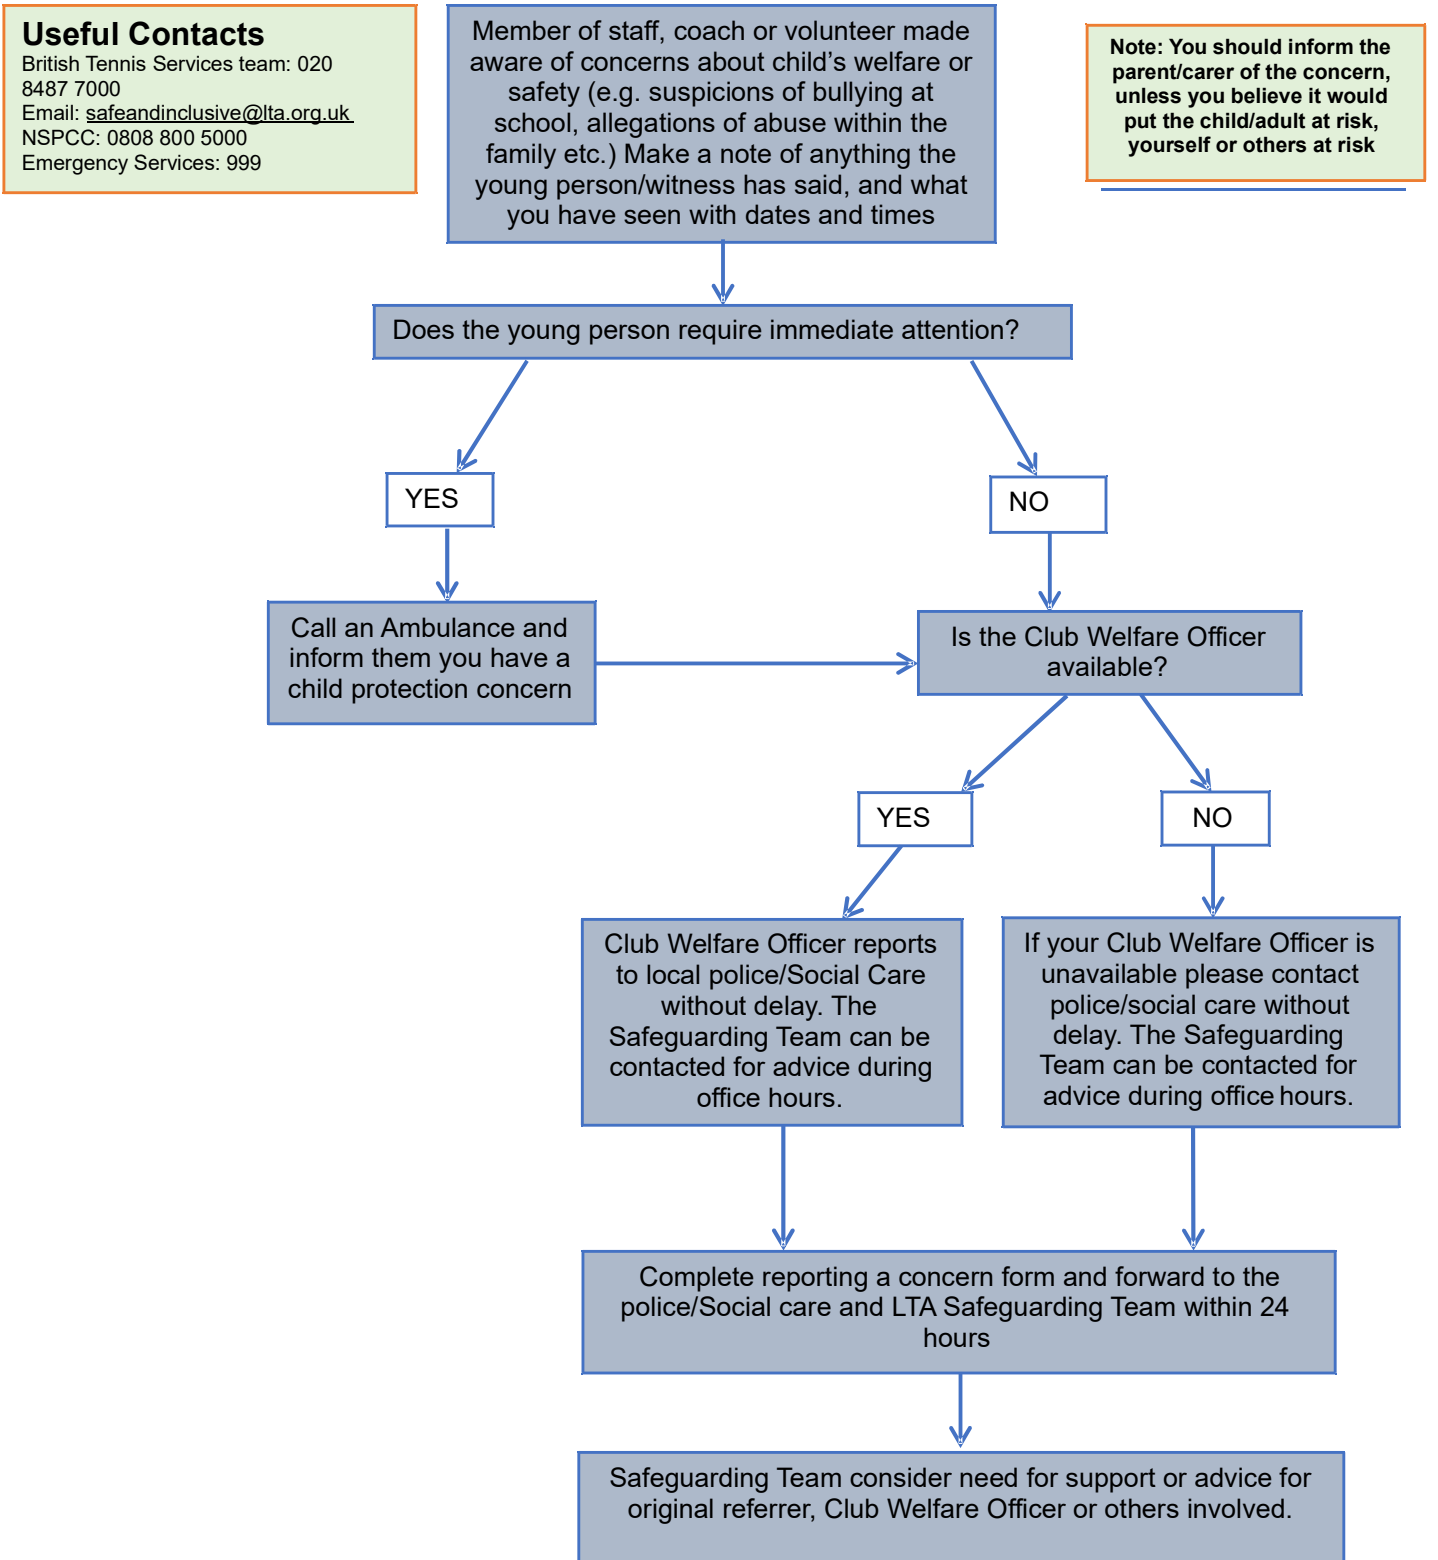 Useful Contacts
British Tennis Services team: 020
8487 7000
Email: safeandinclusive@lta.org.uk
NSPCC: 0808 800 5000
Emergency Services: 999
Member of staff, coach or volunteer made
aware of concerns about child’s welfare or
safety (e.g. suspicions of bullying at
school, allegations of abuse within the
family etc.) Make a note of anything the
young person/witness has said, and what
you have seen with dates and times
Note: You should inform the
parent/carer of the concern,
unless you believe it would
put the child/adult at risk,
yourself or others at risk
Does the young person require immediate attention?
YES
NO
Call an Ambulance and
inform them you have a
child protection concern
Is the Club Welfare Officer
available?
YES
NO
Club Welfare Officer reports
to local police/Social Care
without delay. The
Safeguarding Team can be
contacted for advice during
office hours.
If your Club Welfare Officer is
unavailable please contact
police/social care without
delay. The Safeguarding
Team can be contacted for
advice during office hours.
Complete reporting a concern form and forward to the
police/Social care and LTA Safeguarding Team within 24
hours
Safeguarding Team consider need for support or advice for
original referrer, Club Welfare Officer or others involved.